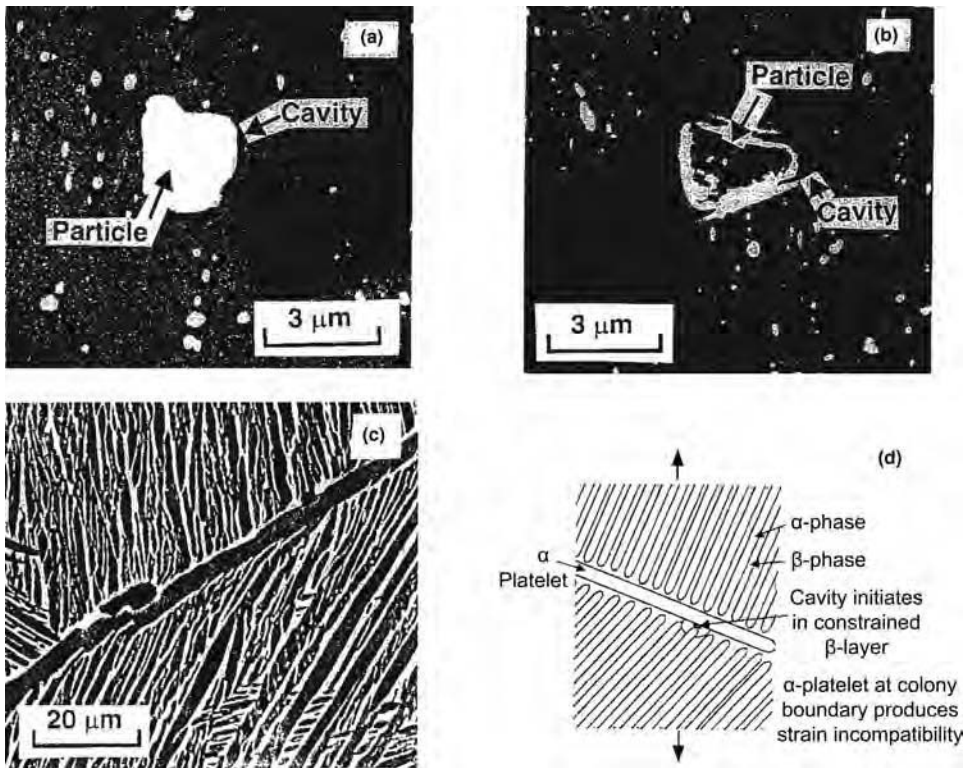 (a)
Cavity
Particle
3 μm
(b)
Particle
Cavity
3 μm
(c)
20 μm
(d)
α-phase
β-phase
α
Platelet
Cavity initiates
in constrained
β-layer
α-platelet at colony
boundary produces
strain incompatibility